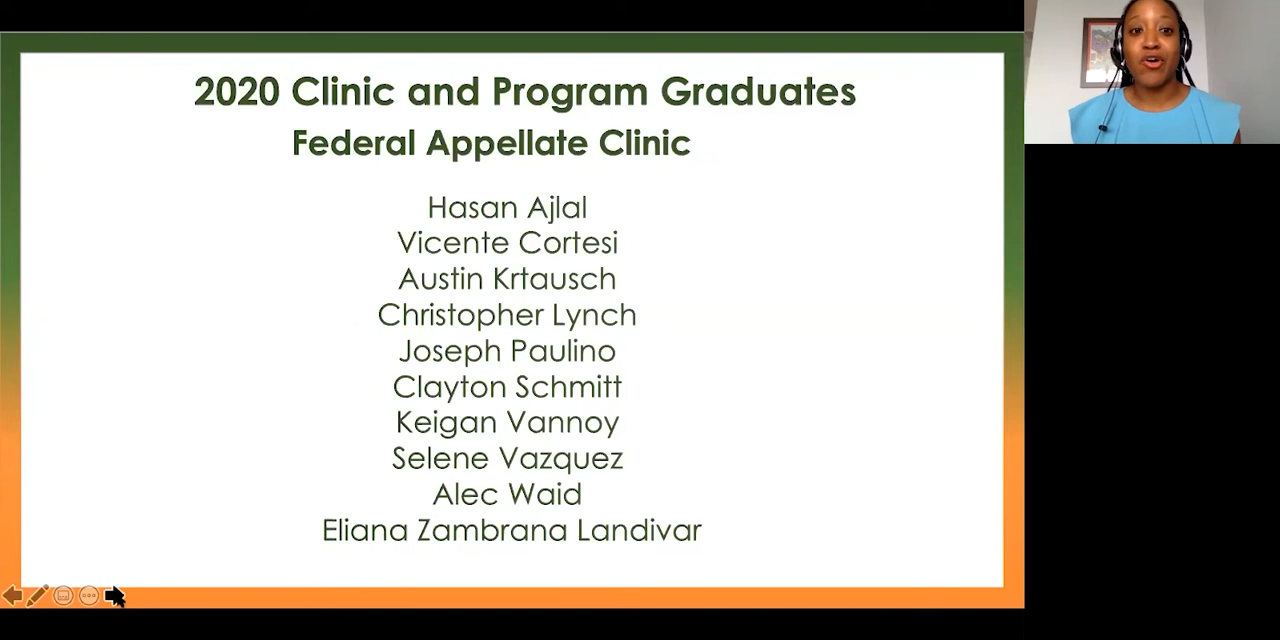 2020 Clinic and Program Graduates
Federal Appellate Clinic
Hasan Ajlal
Vicente Cortesi
Austin Krtausch
Christopher Lynch
Joseph Paulino
Clayton Schmitt
Keigan Vannoy
Selene Vazquez
Alec Waid
Eliana Zambrana Landivar